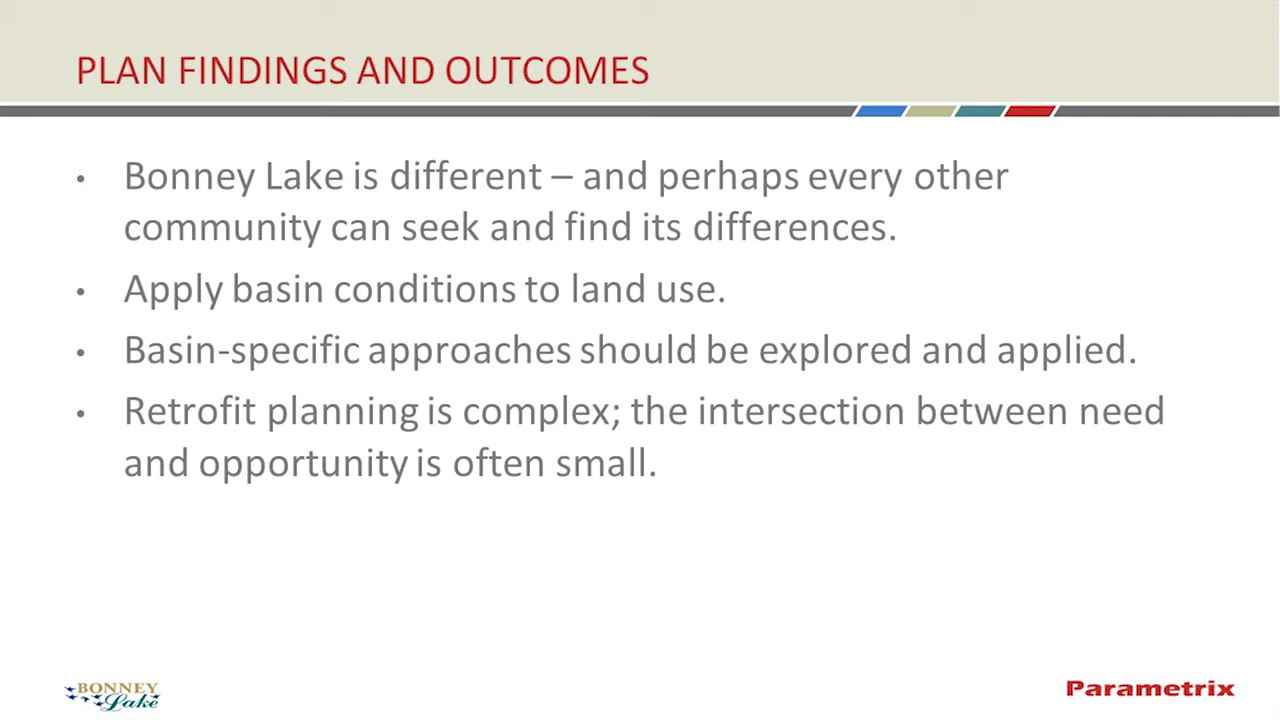 PLAN FINDINGS AND OUTCOMES
• Bonney Lake is different – and perhaps every other
community can seek and find its differences.
• Apply basin conditions to land use.
• Basin-specific approaches should be explored and applied.
• Retrofit planning is complex; the intersection between need
and opportunity is often small.
BONNEY
Lake
Parametrix